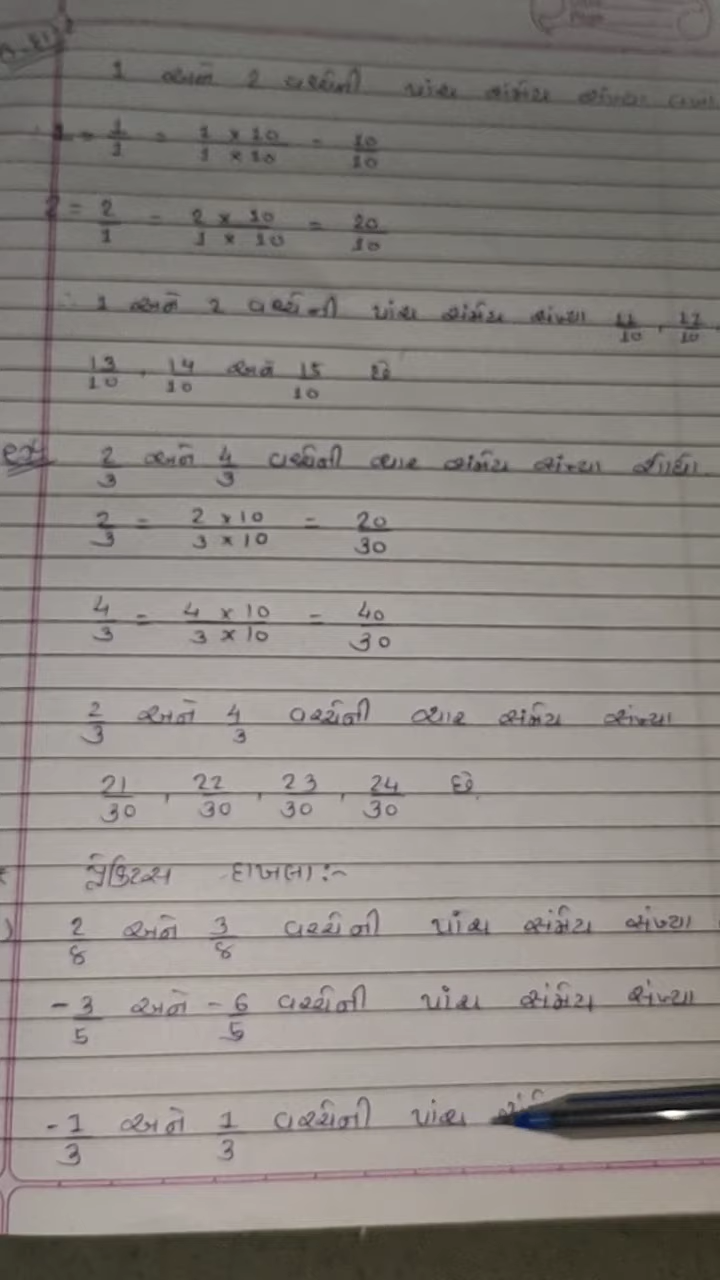 1 અને 2 વચ્ચેની પાંચ સંમેય સંખ્યા
1 = 1/1 = 1 × 10 / 1 × 10 = 10/10
2 = 2/1 = 2 × 10 / 1 × 10 = 20/10
∴ 1 અને 2 વચ્ચેની પાંચ સંમેય સંખ્યા 11/10 , 12/10 ,
13/10 , 14/10 અને 15/10 છે
ex 2/3 અને 4/3 વચ્ચેની ચાર સંમેય સંખ્યા શોધો
2/3 = 2 × 10 / 3 × 10 = 20/30
4/3 = 4 × 10 / 3 × 10 = 40/30
2/3 અને 4/3 વચ્ચેની ચાર સંમેય સંખ્યા
21/30 , 22/30 , 23/30 , 24/30 છે.
પ્રેક્ટિસ દાખલા :-
2/8 અને 3/8 વચ્ચેની પાંચ સંમેય સંખ્યા
-3/5 અને -6/5 વચ્ચેની પાંચ સંમેય સંખ્યા
-1/3 અને 1/3 વચ્ચેની પાંચ